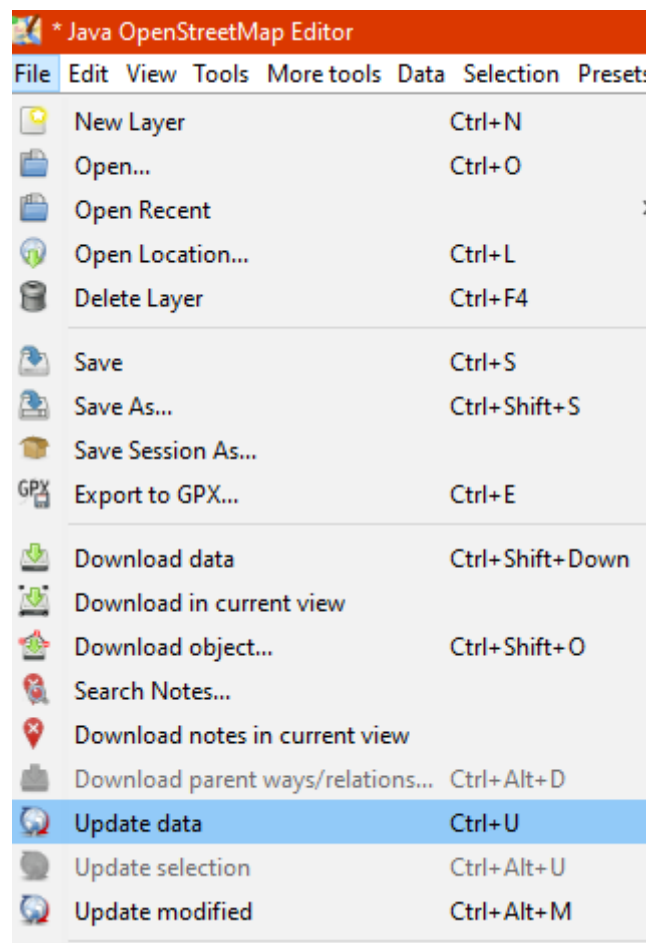 * Java OpenStreetMap Editor
File Edit View Tools More tools Data Selection Presets
New Layer Ctrl+N
Open... Ctrl+O
Open Recent
Open Location... Ctrl+L
Delete Layer Ctrl+F4
Save Ctrl+S
Save As... Ctrl+Shift+S
Save Session As...
GPX Export to GPX... Ctrl+E
Download data Ctrl+Shift+Down
Download in current view
Download object... Ctrl+Shift+O
Search Notes...
Download notes in current view
Download parent ways/relations... Ctrl+Alt+D
Update data Ctrl+U
Update selection Ctrl+Alt+U
Update modified Ctrl+Alt+M